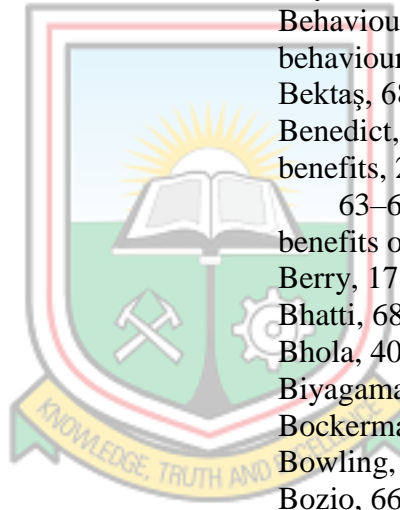 Behaviou
behaviour
Bektaş, 68
Benedict,
benefits, 2
63–6
benefits o
Berry, 17
Bhatti, 68
Bhola, 40
Biyagama
Bockerma
Bowling,
Bozio, 66
KNOWLEDGE, TRUTH AND EXCELLENCE